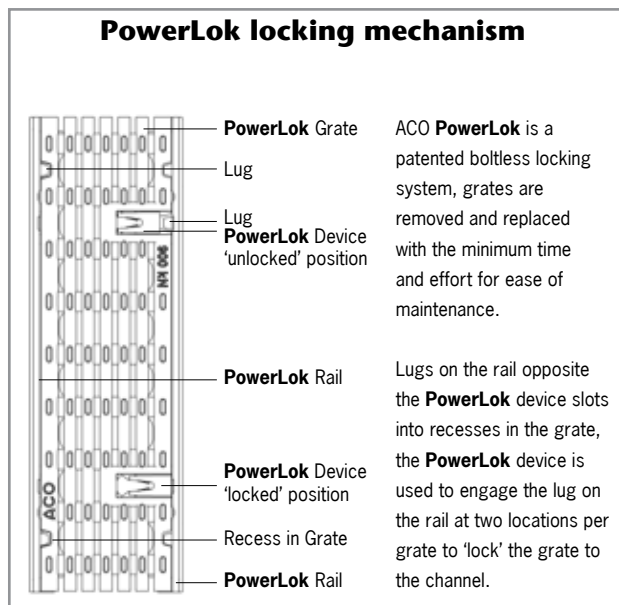 PowerLok locking mechanism
PowerLok Grate
Lug
Lug
PowerLok Device
'unlocked' position
900 KN
PowerLok Rail
PowerLok Device
'locked' position
ACO
Recess in Grate
PowerLok Rail
ACO PowerLok is a
patented boltless locking
system, grates are
removed and replaced
with the minimum time
and effort for ease of
maintenance.
Lugs on the rail opposite
the PowerLok device slots
into recesses in the grate,
the PowerLok device is
used to engage the lug on
the rail at two locations per
grate to 'lock' the grate to
the channel.